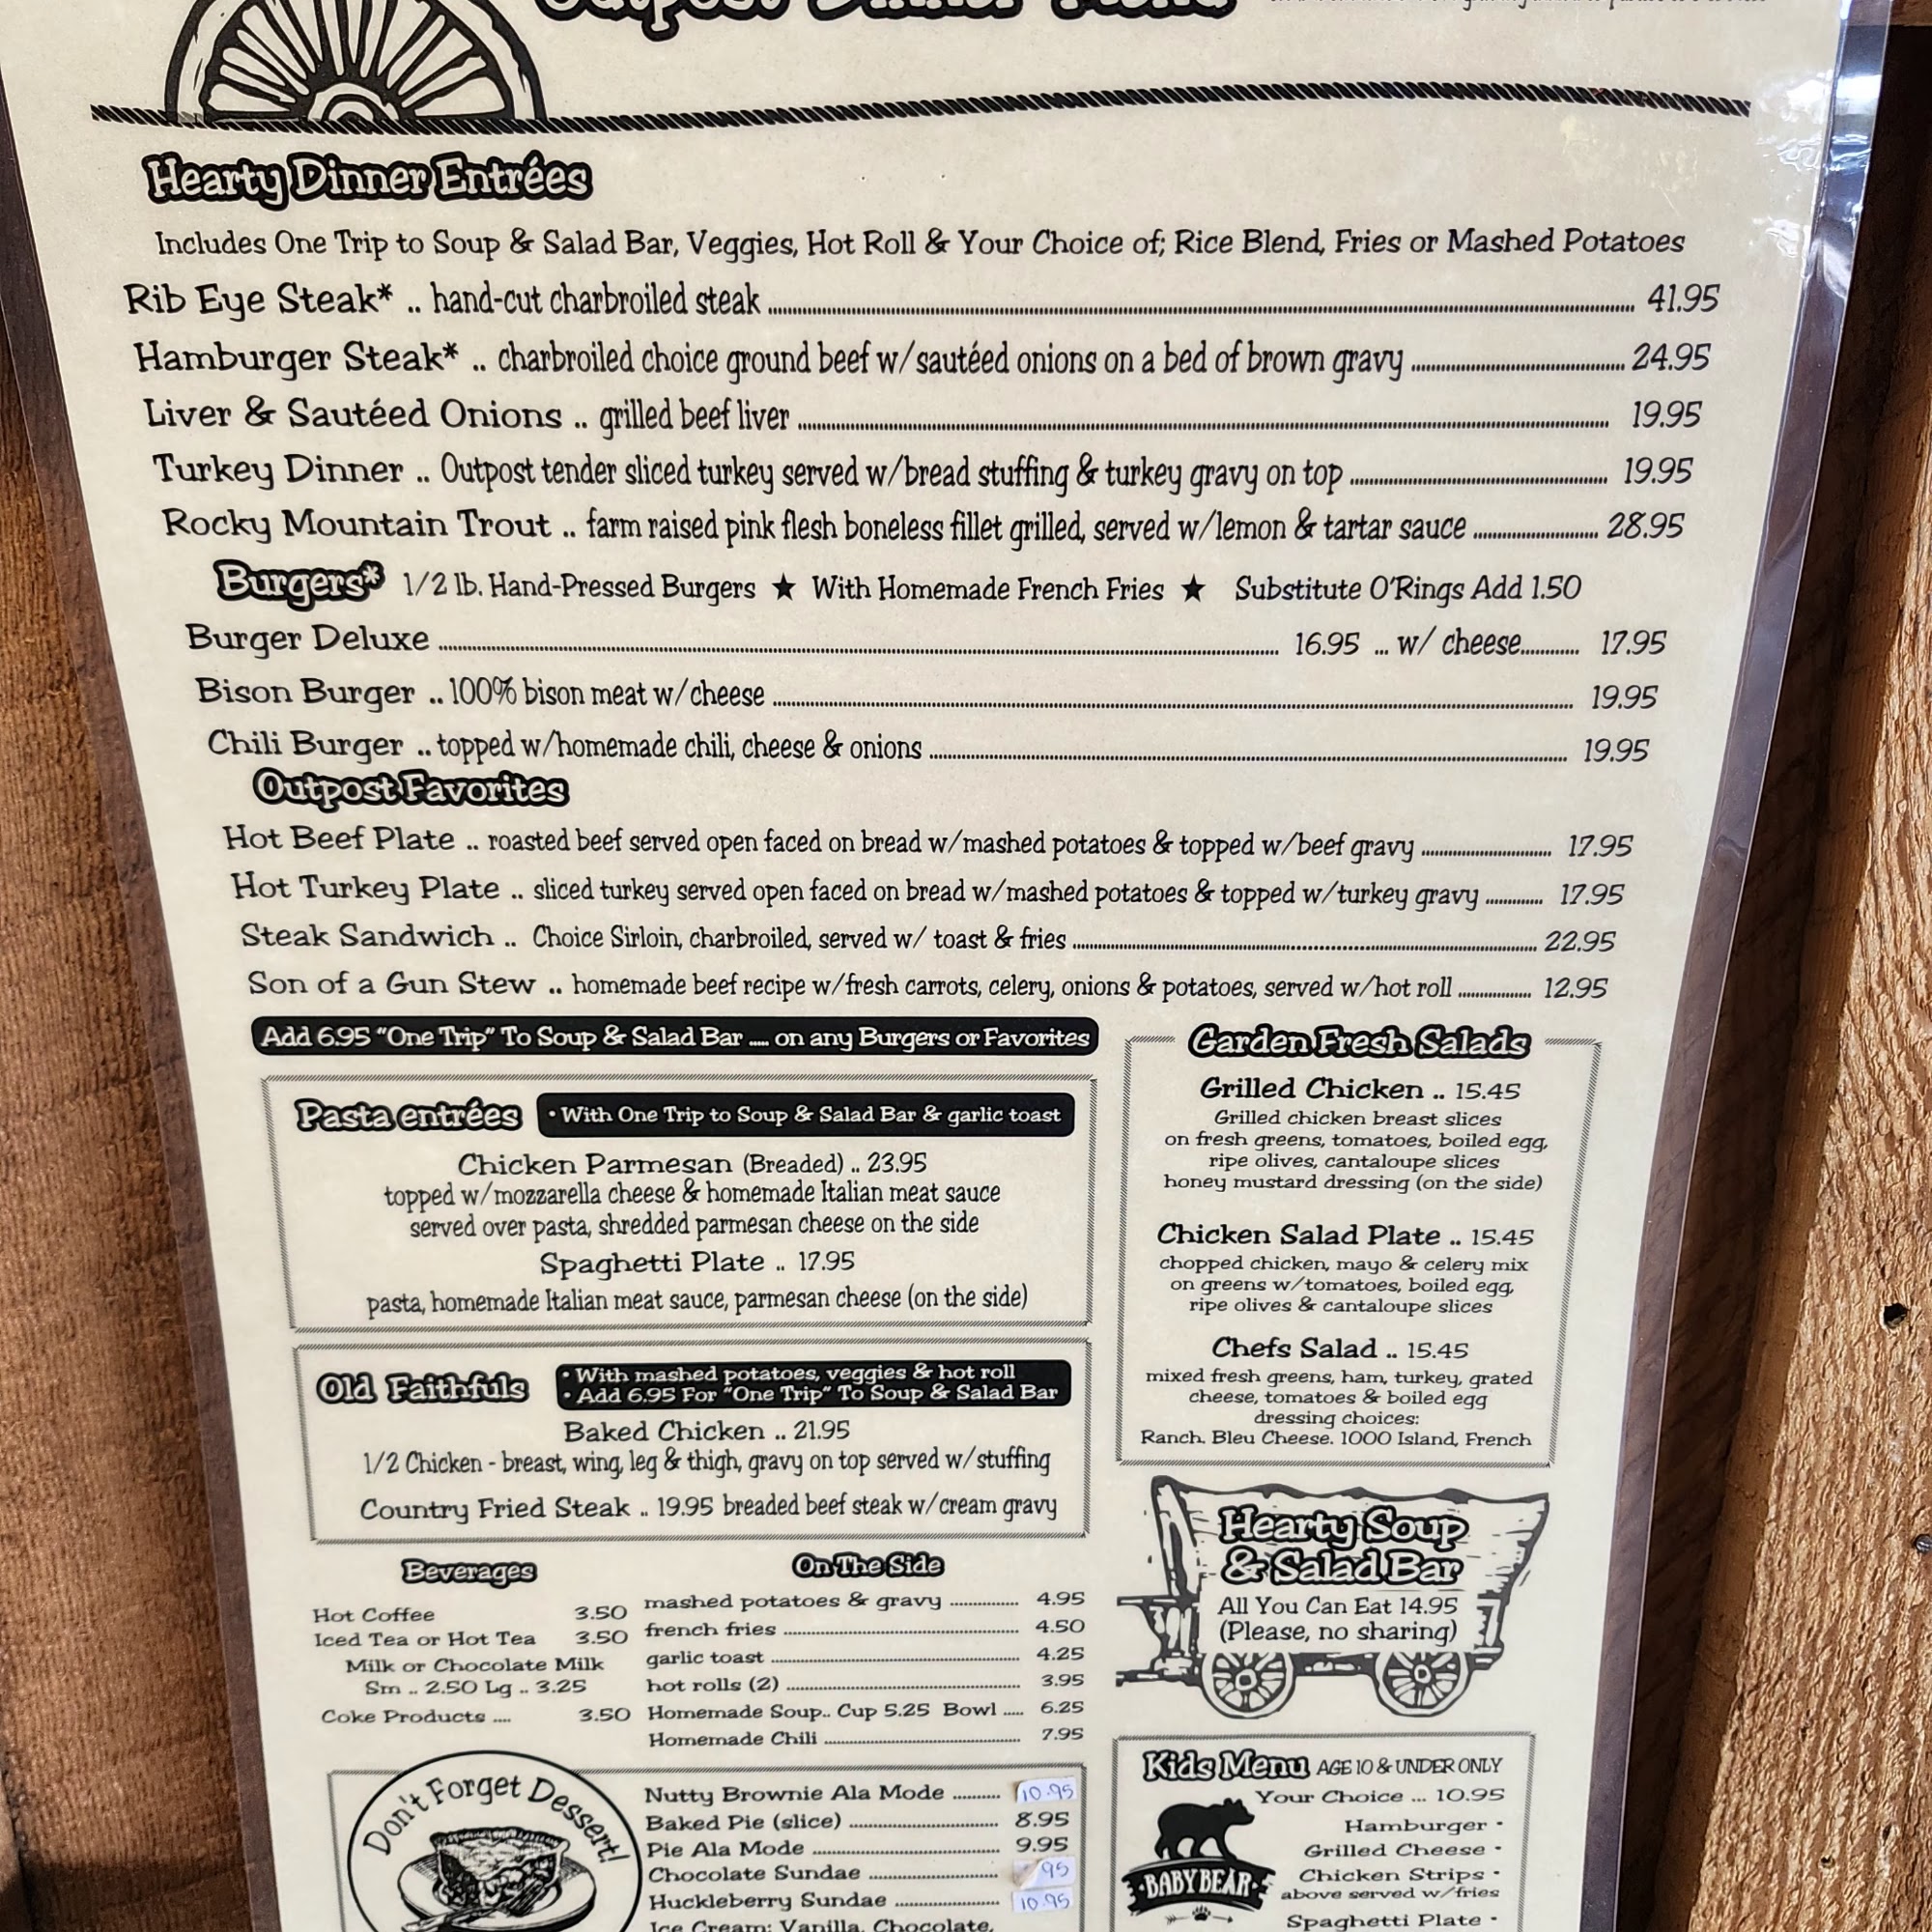 Outpost Dinner Menu
Hearty Dinner Entrées
Includes One Trip to Soup & Salad Bar, Veggies, Hot Roll & Your Choice of; Rice Blend, Fries or Mashed Potatoes
Rib Eye Steak* .. hand-cut charbroiled steak 41.95
Hamburger Steak* .. charbroiled choice ground beef w/sautéed onions on a bed of brown gravy 24.95
Liver & Sautéed Onions .. grilled beef liver 19.95
Turkey Dinner .. Outpost tender sliced turkey served w/bread stuffing & turkey gravy on top 19.95
Rocky Mountain Trout .. farm raised pink flesh boneless fillet grilled, served w/lemon & tartar sauce 28.95
Burgers* 1/2 lb. Hand-Pressed Burgers ★ With Homemade French Fries ★ Substitute O'Rings Add 1.50
Burger Deluxe 16.95 ... w/ cheese 17.95
Bison Burger .. 100% bison meat w/cheese 19.95
Chili Burger .. topped w/homemade chili, cheese & onions 19.95
Outpost Favorites
Hot Beef Plate .. roasted beef served open faced on bread w/mashed potatoes & topped w/beef gravy 17.95
Hot Turkey Plate .. sliced turkey served open faced on bread w/mashed potatoes & topped w/turkey gravy 17.95
Steak Sandwich .. Choice Sirloin, charbroiled, served w/ toast & fries 22.95
Son of a Gun Stew .. homemade beef recipe w/fresh carrots, celery, onions & potatoes, served w/hot roll 12.95
Add 6.95 "One Trip" To Soup & Salad Bar ..... on any Burgers or Favorites
Pasta entrées • With One Trip to Soup & Salad Bar & garlic toast
Chicken Parmesan (Breaded) .. 23.95
topped w/mozzarella cheese & homemade Italian meat sauce
served over pasta, shredded parmesan cheese on the side
Spaghetti Plate .. 17.95
pasta, homemade Italian meat sauce, parmesan cheese (on the side)
Old Faithfuls
• With mashed potatoes, veggies & hot roll
• Add 6.95 For "One Trip" To Soup & Salad Bar
Baked Chicken .. 21.95
1/2 Chicken - breast, wing, leg & thigh, gravy on top served w/stuffing
Country Fried Steak .. 19.95 breaded beef steak w/cream gravy
Garden Fresh Salads
Grilled Chicken .. 15.45
Grilled chicken breast slices
on fresh greens, tomatoes, boiled egg,
ripe olives, cantaloupe slices
honey mustard dressing (on the side)
Chicken Salad Plate .. 15.45
chopped chicken, mayo & celery mix
on greens w/tomatoes, boiled egg,
ripe olives & cantaloupe slices
Chefs Salad .. 15.45
mixed fresh greens, ham, turkey, grated
cheese, tomatoes & boiled egg
dressing choices:
Ranch. Bleu Cheese. 1000 Island, French
Hearty Soup
& Salad Bar
All You Can Eat 14.95
(Please, no sharing)
Beverages
Hot Coffee 3.50
Iced Tea or Hot Tea 3.50
Milk or Chocolate Milk
Sm .. 2.50 Lg .. 3.25
Coke Products .... 3.50
On The Side
mashed potatoes & gravy 4.95
french fries 4.50
garlic toast 4.25
hot rolls (2) 3.95
Homemade Soup.. Cup 5.25 Bowl ..... 6.25
Homemade Chili 7.95
Don't Forget Dessert!
Nutty Brownie Ala Mode 10.95
Baked Pie (slice) 8.95
Pie Ala Mode 9.95
Chocolate Sundae 95
Huckleberry Sundae 10.95
Ice Cream: Vanilla, Chocolate,
Kids Menu AGE 10 & UNDER ONLY
Your Choice ... 10.95
Hamburger •
Grilled Cheese •
Chicken Strips •
above served w/fries
Spaghetti Plate •
• BABY BEAR •